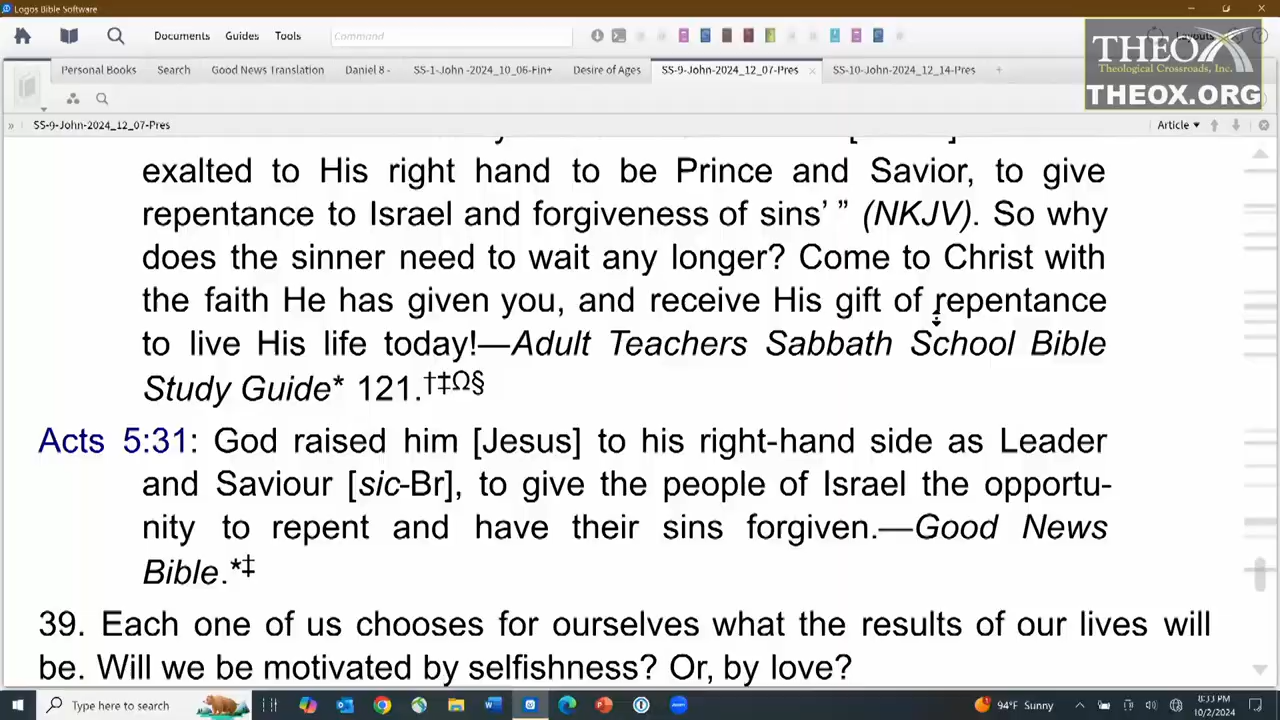 Logos Bible Software
Documents Guides Tools Command Layouts
THEOX
Theological Crossroads, Inc.
THEOX.ORG
Personal Books Search Good News Translation Daniel 8- Desire of Ages SS-9-John-2024_12_07-Pres SS-10-John-2024_12_14-Pres
SS-9-John-2024_12_07-Pres Article
exalted to His right hand to be Prince and Savior, to give
repentance to Israel and forgiveness of sins’ ” (NKJV). So why
does the sinner need to wait any longer? Come to Christ with
the faith He has given you, and receive His gift of repentance
to live His life today!—Adult Teachers Sabbath School Bible
Study Guide* 121.†‡Ω§
Acts 5:31: God raised him [Jesus] to his right-hand side as Leader
and Saviour [sic-Br], to give the people of Israel the opportu-
nity to repent and have their sins forgiven.—Good News
Bible.*‡
39. Each one of us chooses for ourselves what the results of our lives will
be. Will we be motivated by selfishness? Or, by love?
Type here to search 94°F Sunny 8:33 PM
10/2/2024